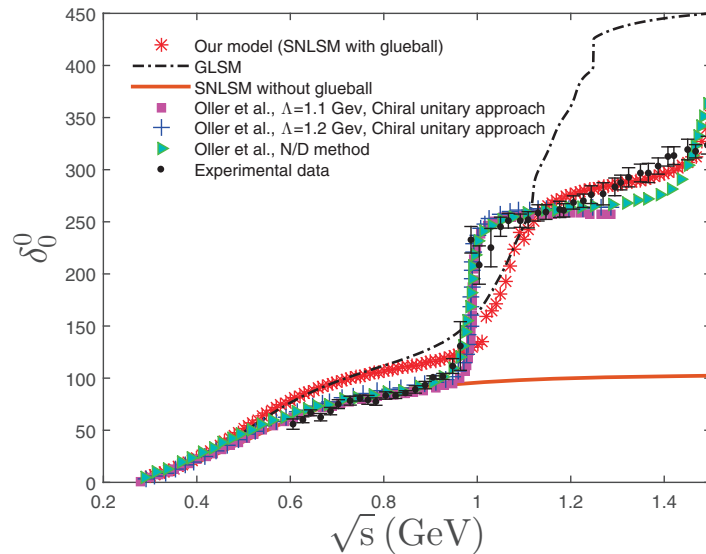 450
400
350
300
250
200
150
100
50
0
δ₀⁰
Our model (SNLSM with glueball)
GLSM
SNLSM without glueball
Oller et al., Λ=1.1 Gev, Chiral unitary approach
Oller et al., Λ=1.2 Gev, Chiral unitary approach
Oller et al., N/D method
Experimental data
0.2 0.4 0.6 0.8 1 1.2 1.4
√s (GeV)